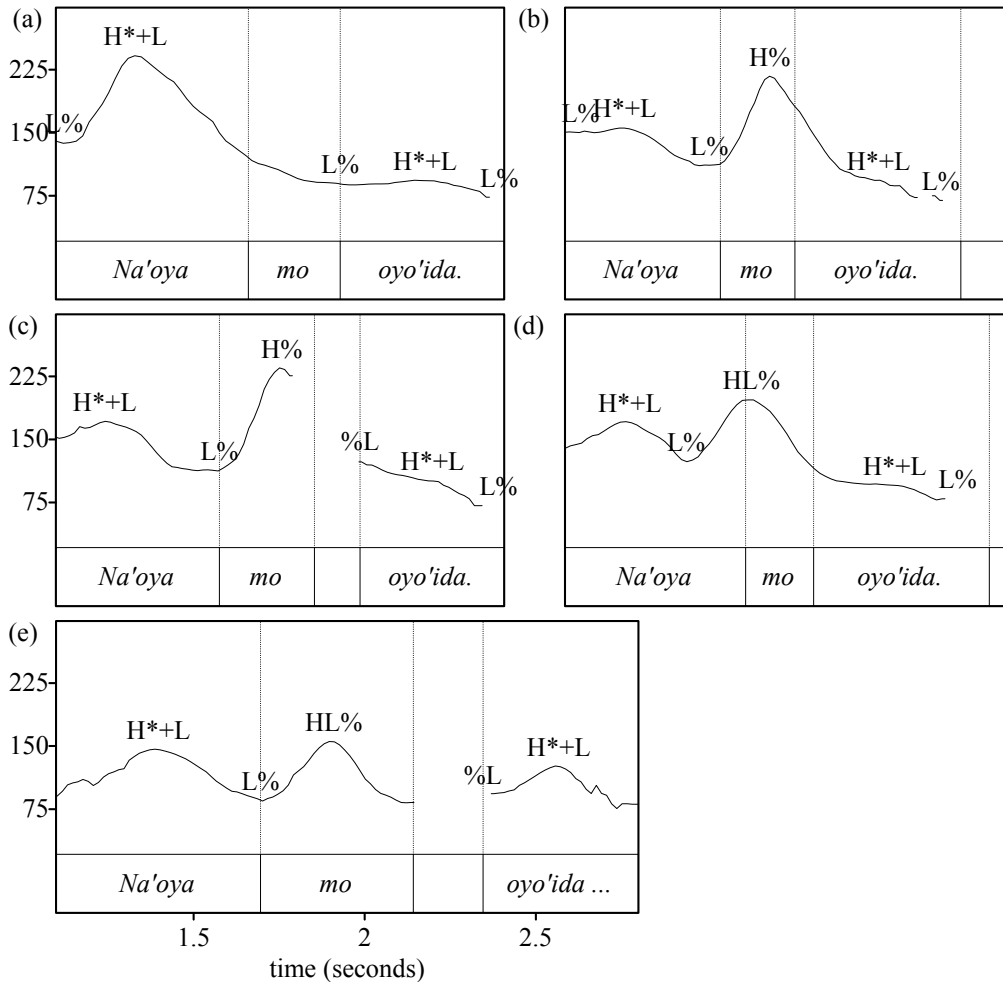 (a)
H*+L
225
L%
150
L%
H*+L
L%
75
Na'oya mo oyo'ida.
(b)
H%
L%
H*+L
L%
H*+L
L%
Na'oya mo oyo'ida.
(c)
H%
225
H*+L
L%
150
%L
H*+L
L%
75
Na'oya mo oyo'ida.
(d)
HL%
H*+L
L%
H*+L
L%
Na'oya mo oyo'ida.
(e)
225
H*+L
HL%
H*+L
150
L%
%L
75
Na'oya mo oyo'ida ...
1.5 2 2.5
time (seconds)